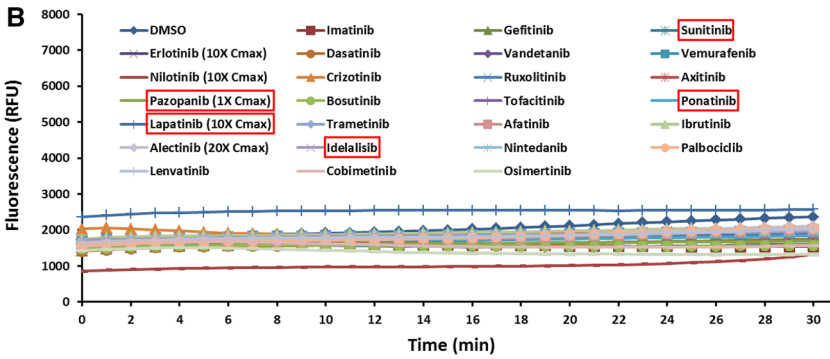 B
8000
7000
6000
5000
4000
3000
2000
1000
0
Fluorescence (RFU)
DMSO Imatinib Gefitinib Sunitinib
Erlotinib (10X Cmax) Dasatinib Vandetanib Vemurafenib
Nilotinib (10X Cmax) Crizotinib Ruxolitinib Axitinib
Pazopanib (1X Cmax) Bosutinib Tofacitinib Ponatinib
Lapatinib (10X Cmax) Trametinib Afatinib Ibrutinib
Alectinib (20X Cmax) Idelalisib Nintedanib Palbociclib
Lenvatinib Cobimetinib Osimertinib
0 2 4 6 8 10 12 14 16 18 20 22 24 26 28 30
Time (min)